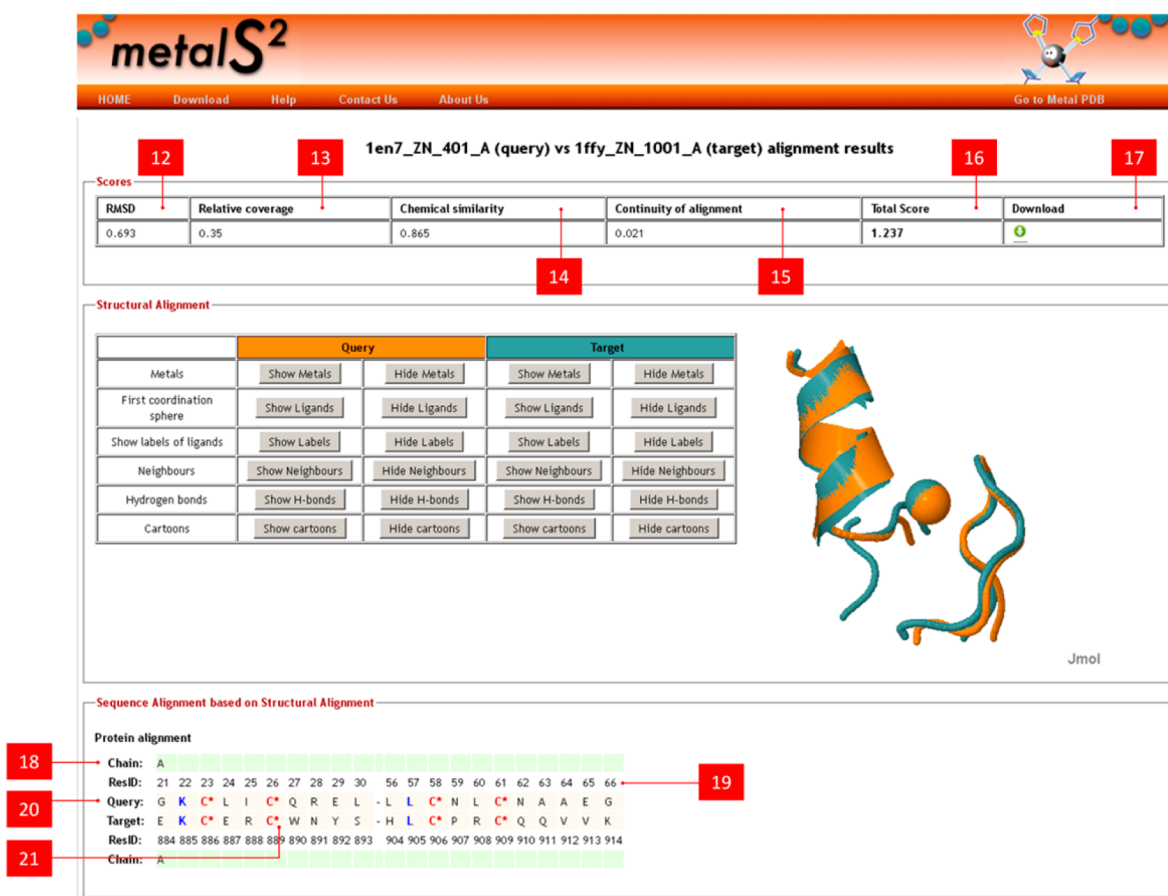 metalS2
HOME Download Help Contact Us About Us Go to Metal PDB
1en7_ZN_401_A (query) vs 1ffy_ZN_1001_A (target) alignment results
12 13 16 17
Scores
RMSD Relative coverage Chemical similarity Continuity of alignment Total Score Download
0.693 0.35 0.865 0.021 1.237
14 15
Structural Alignment
Query Target
Metals Show Metals Hide Metals Show Metals Hide Metals
First coordination
sphere Show Ligands Hide Ligands Show Ligands Hide Ligands
Show labels of ligands Show Labels Hide Labels Show Labels Hide Labels
Neighbours Show Neighbours Hide Neighbours Show Neighbours Hide Neighbours
Hydrogen bonds Show H-bonds Hide H-bonds Show H-bonds Hide H-bonds
Cartoons Show cartoons Hide cartoons Show cartoons Hide cartoons
Jmol
Sequence Alignment based on Structural Alignment
Protein alignment
18 Chain: A
ResID: 21 22 23 24 25 26 27 28 29 30 56 57 58 59 60 61 62 63 64 65 66 19
20 Query: G K C* L I C* Q R E L - L L C* N L C* N A A E G
Target: E K C* E R C* W N Y S - H L C* P R C* Q Q V V K
ResID: 884 885 886 887 888 889 890 891 892 893 904 905 906 907 908 909 910 911 912 913 914
21 Chain: A